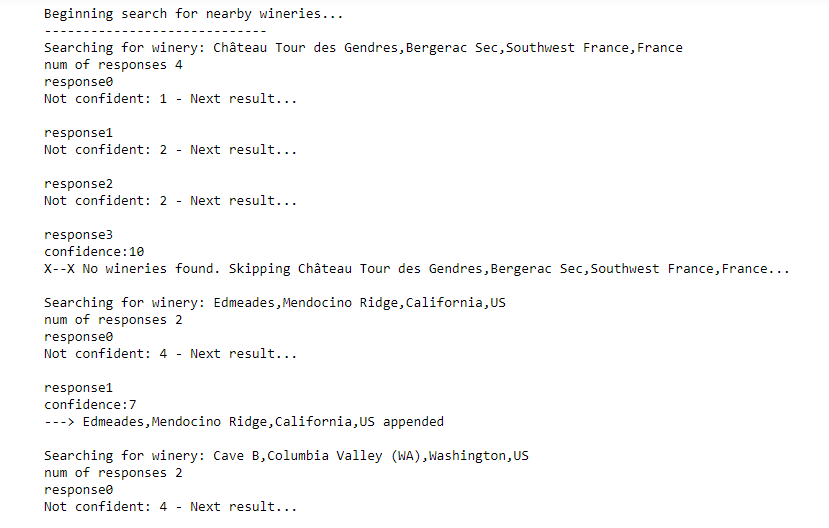 Beginning search for nearby wineries...
-----------------------------
Searching for winery: Château Tour des Gendres,Bergerac Sec,Southwest France,France
num of responses 4
response0
Not confident: 1 - Next result...
response1
Not confident: 2 - Next result...
response2
Not confident: 2 - Next result...
response3
confidence:10
X--X No wineries found. Skipping Château Tour des Gendres,Bergerac Sec,Southwest France,France...
Searching for winery: Edmeades,Mendocino Ridge,California,US
num of responses 2
response0
Not confident: 4 - Next result...
response1
confidence:7
---> Edmeades,Mendocino Ridge,California,US appended
Searching for winery: Cave B,Columbia Valley (WA),Washington,US
num of responses 2
response0
Not confident: 4 - Next result...